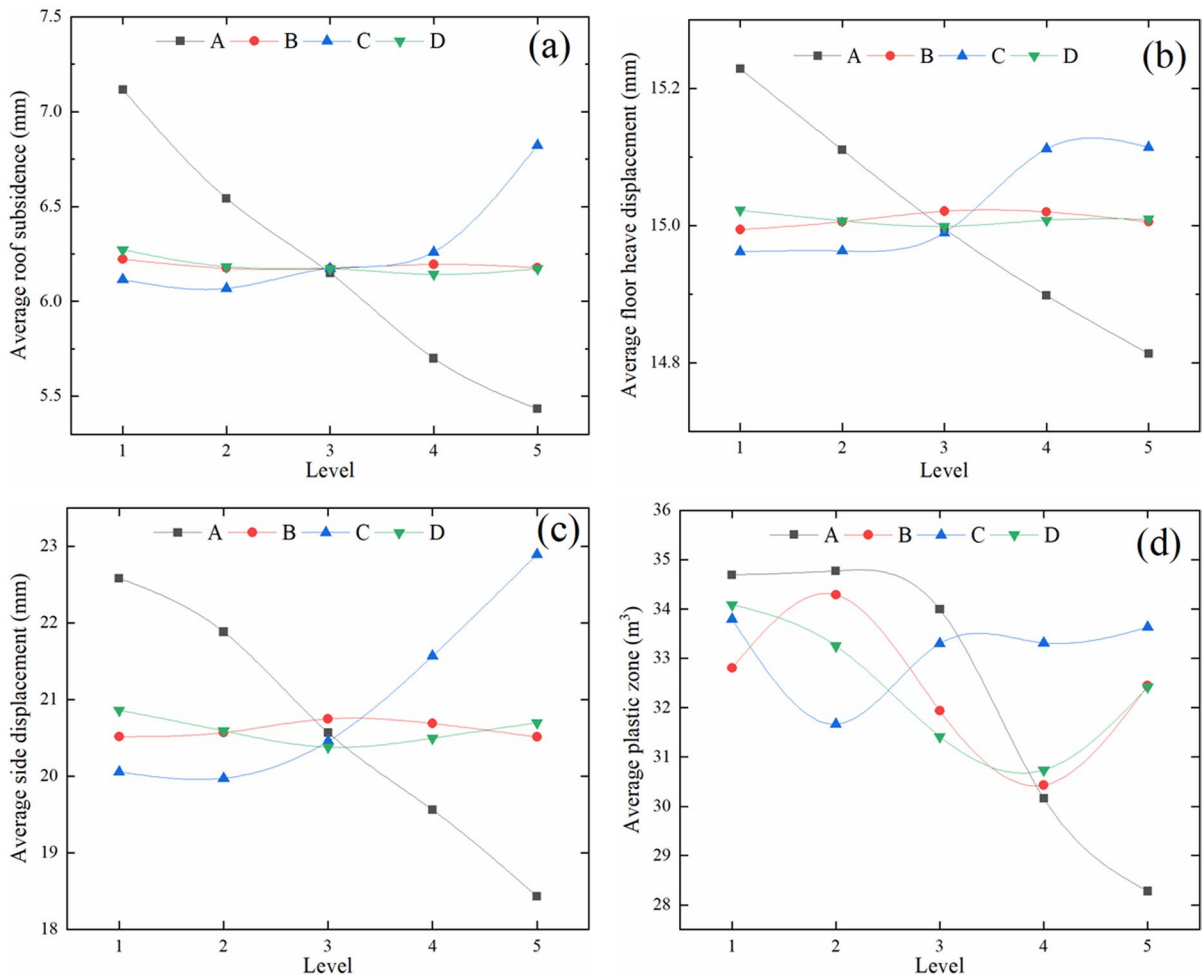 (a)
A B C D
Average roof subsidence (mm)
7.5
7.0
6.5
6.0
5.5
1 2 3 4 5
Level
(b)
A B C D
Average floor heave displacement (mm)
15.2
15.0
14.8
1 2 3 4 5
Level
(c)
A B C D
Average side displacement (mm)
23
22
21
20
19
18
1 2 3 4 5
Level
(d)
A B C D
Average plastic zone (m³)
36
35
34
33
32
31
30
29
28
1 2 3 4 5
Level